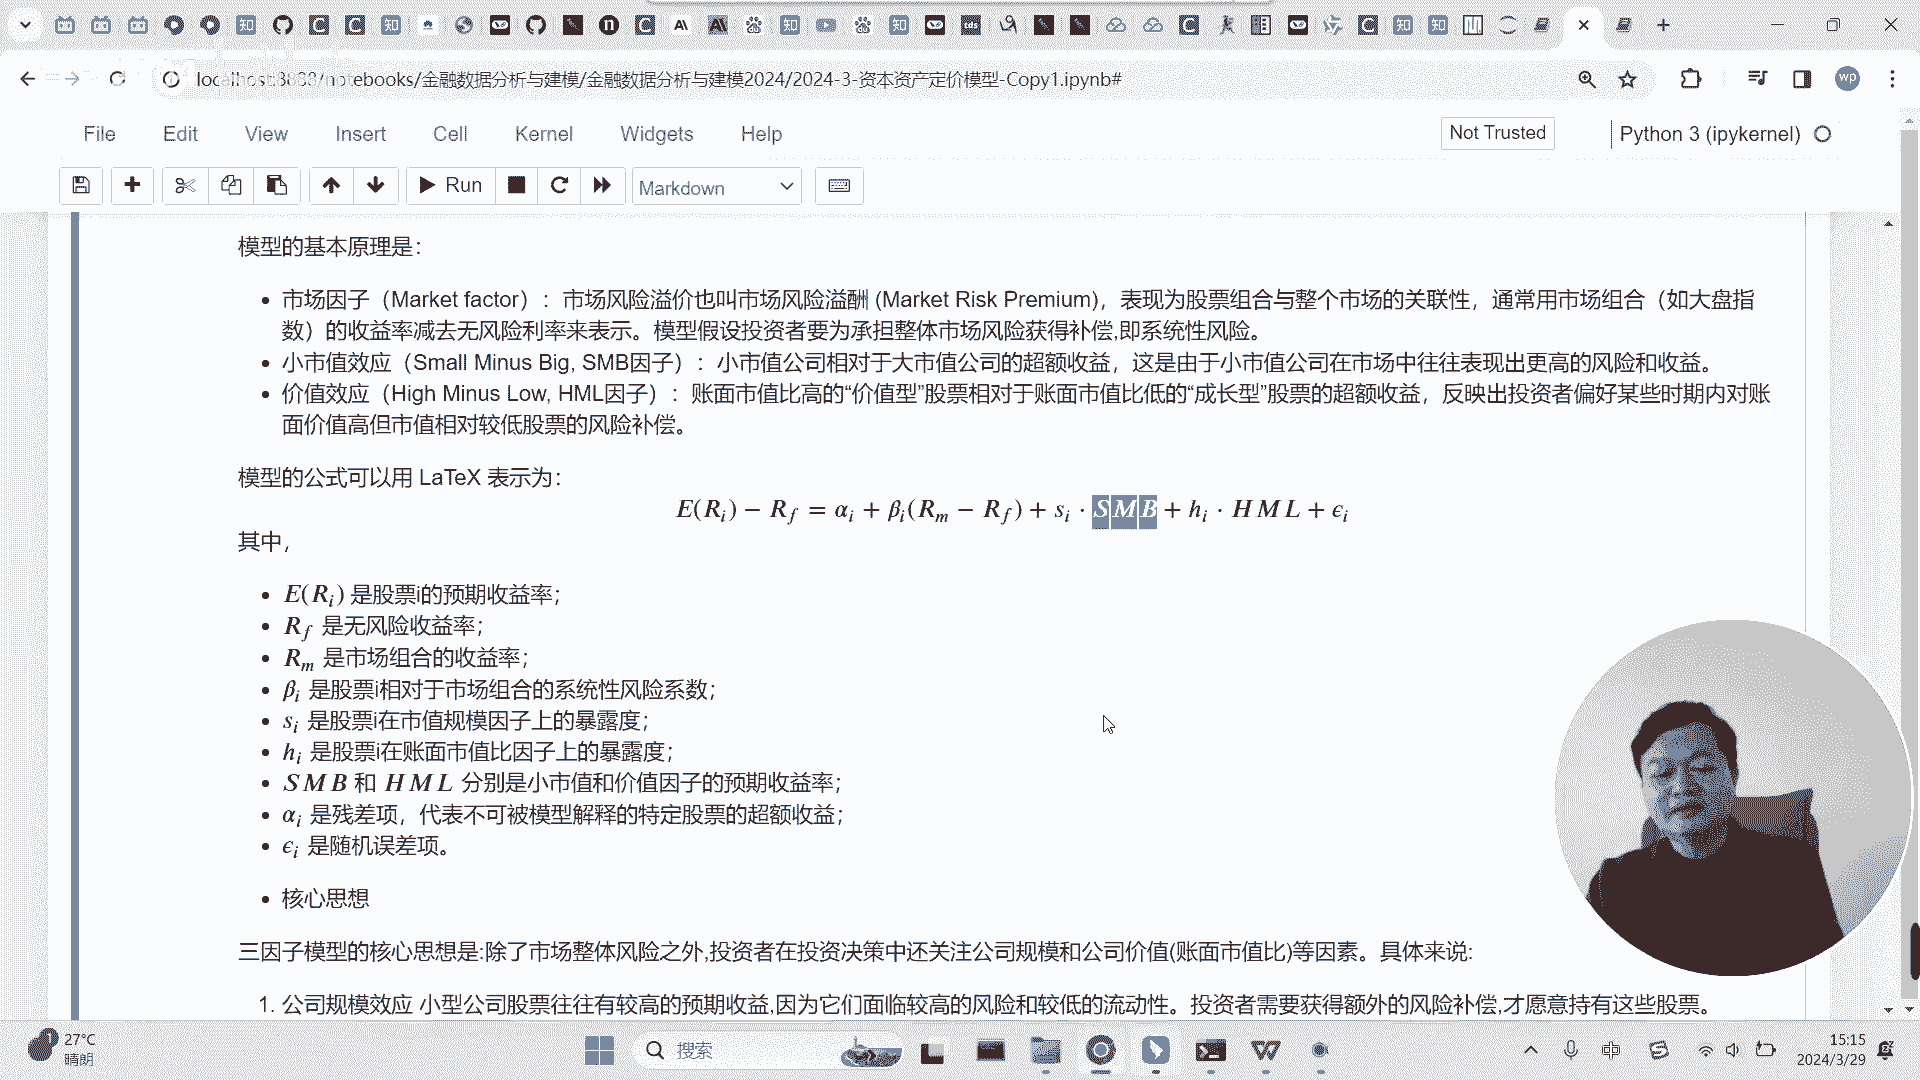 localhost:8888/notebooks/金融数据分析与建模/金融数据分析与建模2024/2024-3-资本资产定价模型-Copy1.ipynb#
wp
File Edit View Insert Cell Kernel Widgets Help
Not Trusted
Python 3 (ipykernel)
Run
Markdown
模型的基本原理是：
• 市场因子（Market factor）：市场风险溢价也叫市场风险溢酬 (Market Risk Premium)，表现为股票组合与整个市场的关联性，通常用市场组合（如大盘指
数）的收益率减去无风险利率来表示。模型假设投资者要为承担整体市场风险获得补偿,即系统性风险。
• 小市值效应（Small Minus Big, SMB因子）：小市值公司相对于大市值公司的超额收益，这是由于小市值公司在市场中往往表现出更高的风险和收益。
• 价值效应（High Minus Low, HML因子）：账面市值比高的“价值型”股票相对于账面市值比低的“成长型”股票的超额收益，反映出投资者偏好某些时期内对账
面价值高但市值相对较低股票的风险补偿。
模型的公式可以用 LaTeX 表示为：
E(R_i) − R_f = α_i + β_i(R_m − R_f) + s_i · SMB + h_i · HML + ϵ_i
其中，
• E(R_i) 是股票i的预期收益率；
• R_f 是无风险收益率；
• R_m 是市场组合的收益率；
• β_i 是股票i相对于市场组合的系统性风险系数；
• s_i 是股票i在市值规模因子上的暴露度；
• h_i 是股票i在账面市值比因子上的暴露度；
• SMB 和 HML 分别是小市值和价值因子的预期收益率；
• α_i 是残差项，代表不可被模型解释的特定股票的超额收益；
• ϵ_i 是随机误差项。
• 核心思想
三因子模型的核心思想是:除了市场整体风险之外,投资者在投资决策中还关注公司规模和公司价值(账面市值比)等因素。具体来说:
1. 公司规模效应 小型公司股票往往有较高的预期收益,因为它们面临较高的风险和较低的流动性。投资者需要获得额外的风险补偿,才愿意持有这些股票。
1
27°C
晴朗
搜索
中
15:15
2024/3/29